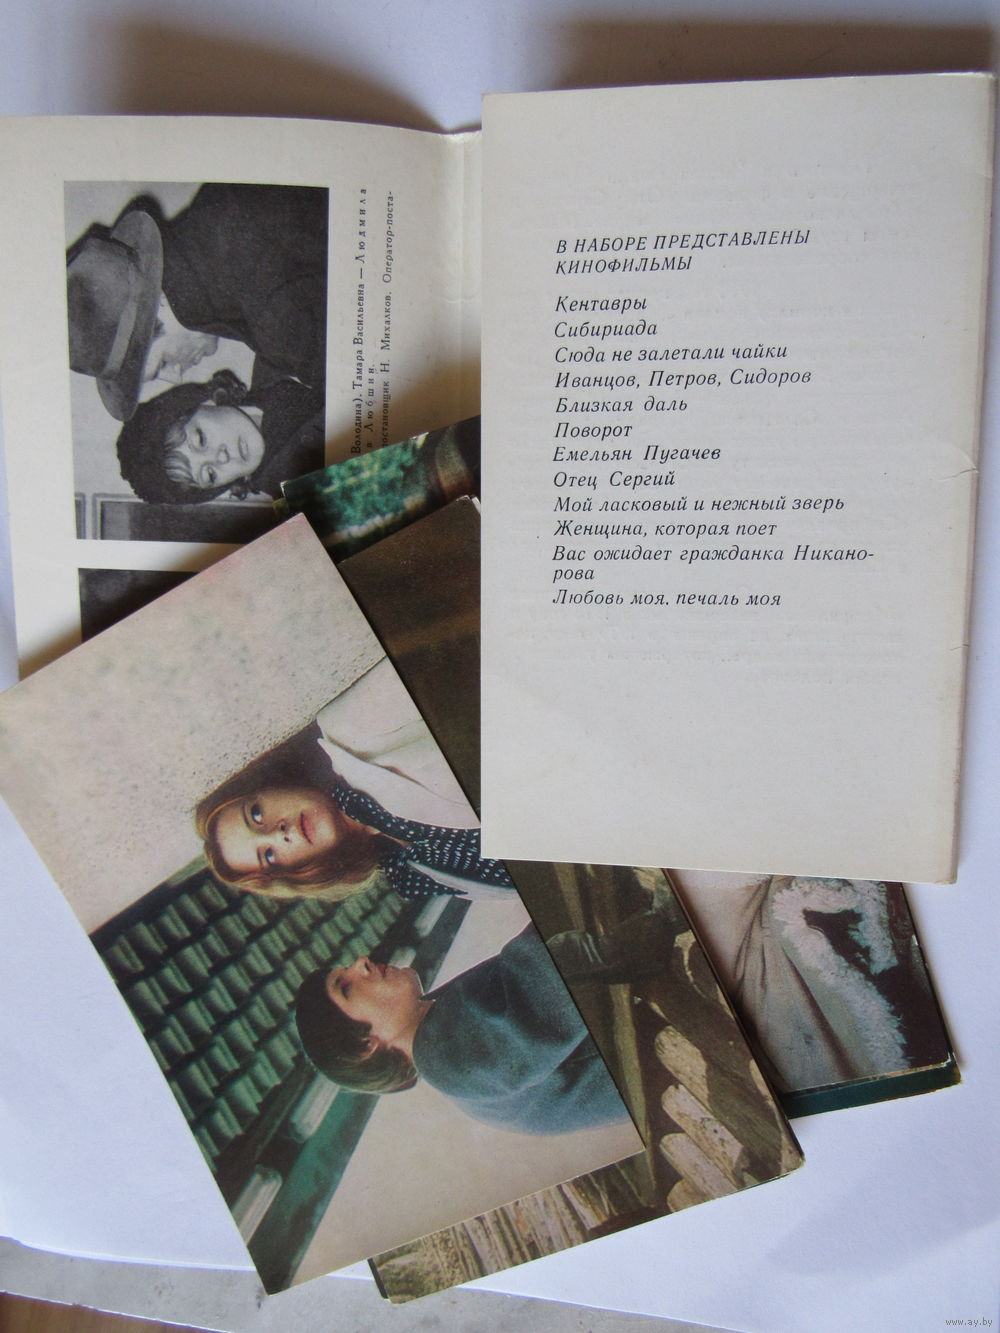 В НАБОРЕ ПРЕДСТАВЛЕНЫ
КИНОФИЛЬМЫ
Кентавры
Сибириада
Сюда не залетали чайки
Иванцов, Петров, Сидоров
Близкая даль
Поворот
Емельян Пугачев
Отец Сергий
Мой ласковый и нежный зверь
Женщина, которая поет
Вас ожидает гражданка Никано-
рова
Любовь моя, печаль моя
Володина). Тамара Васильевна — Людмила
в Любшин.
постановщик Н. Михалков. Оператор-поста-
www.ay.by